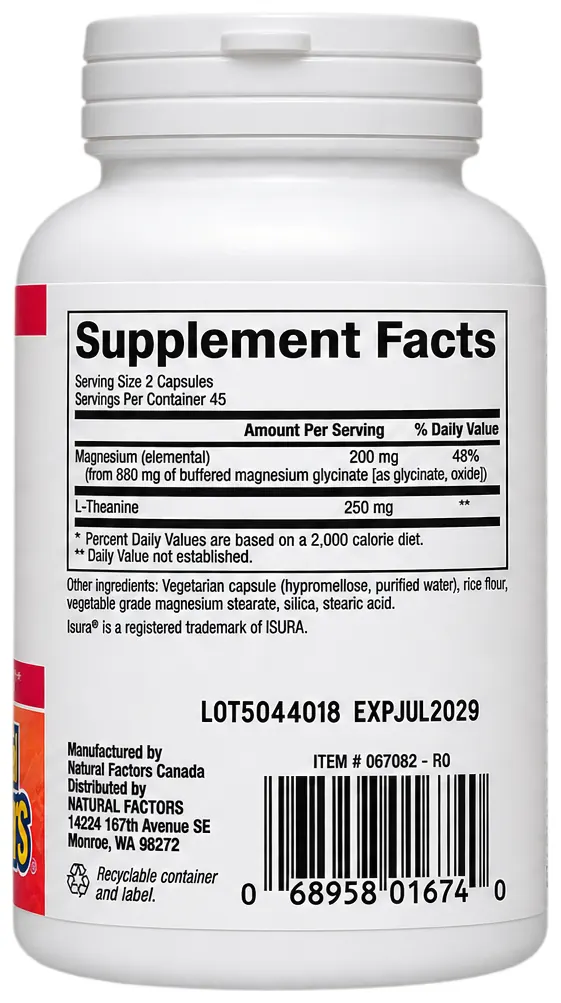 Supplement Facts
Serving Size 2 Capsules
Servings Per Container 45
Amount Per Serving % Daily Value
Magnesium (elemental) 200 mg 48%
(from 880 mg of buffered magnesium glycinate [as glycinate, oxide])
L-Theanine 250 mg **
* Percent Daily Values are based on a 2,000 calorie diet.
** Daily Value not established.
Other ingredients: Vegetarian capsule (hypromellose, purified water), rice flour,
vegetable grade magnesium stearate, silica, stearic acid.
Isura® is a registered trademark of ISURA.
LOT5044018 EXPJUL2029
Manufactured by
Natural Factors Canada
Distributed by
NATURAL FACTORS
14224 167th Avenue SE
Monroe, WA 98272
Recyclable container
and label.
ITEM # 067082 - R0
0 68958 01674 0